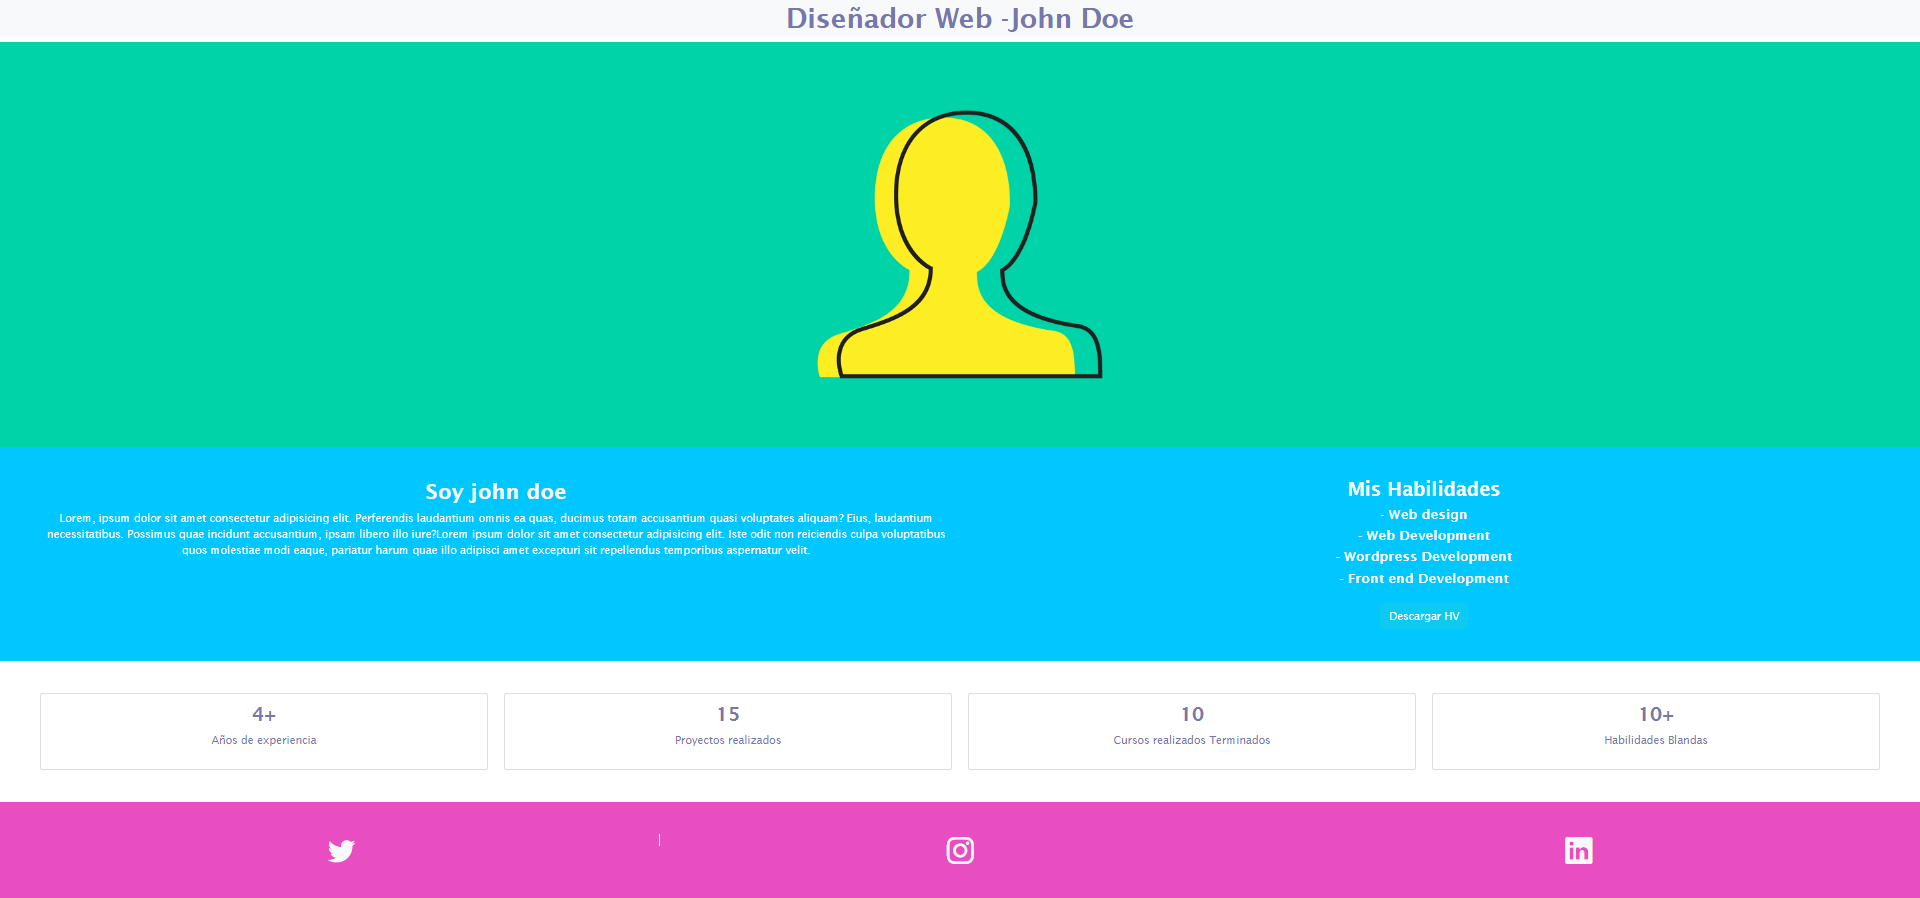 Diseñador Web -John Doe
Soy john doe
Lorem, ipsum dolor sit amet consectetur adipisicing elit. Perferendis laudantium omnis ea quas, ducimus totam accusantium quasi voluptates aliquam? Eius, laudantium
necessitatibus. Possimus quae incidunt accusantium, ipsam libero illo iure?Lorem ipsum dolor sit amet consectetur adipisicing elit. Iste odit non reiciendis culpa voluptatibus
quos molestiae modi eaque, pariatur harum quae illo adipisci amet excepturi sit repellendus temporibus aspernatur velit.
Mis Habilidades
- Web design
- Web Development
- Wordpress Development
- Front end Development
Descargar HV
4+
Años de experiencia
15
Proyectos realizados
10
Cursos realizados Terminados
10+
Habilidades Blandas
|
in